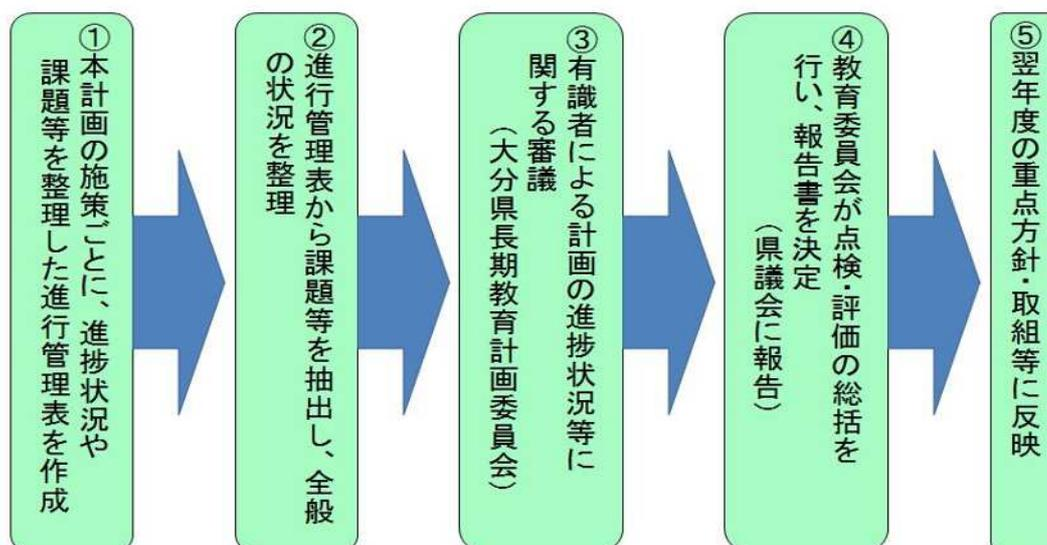 ①本計画の施策ごとに、進捗状況や
課題等を整理した進行管理表を作成
②進行管理表から課題等を抽出し、全般
の状況を整理
③有識者による計画の進捗状況等に
関する審議
（大分県長期教育計画委員会）
④教育委員会が点検・評価の総括を
行い、報告書を決定
（県議会に報告）
⑤翌年度の重点方針・取組等に反映